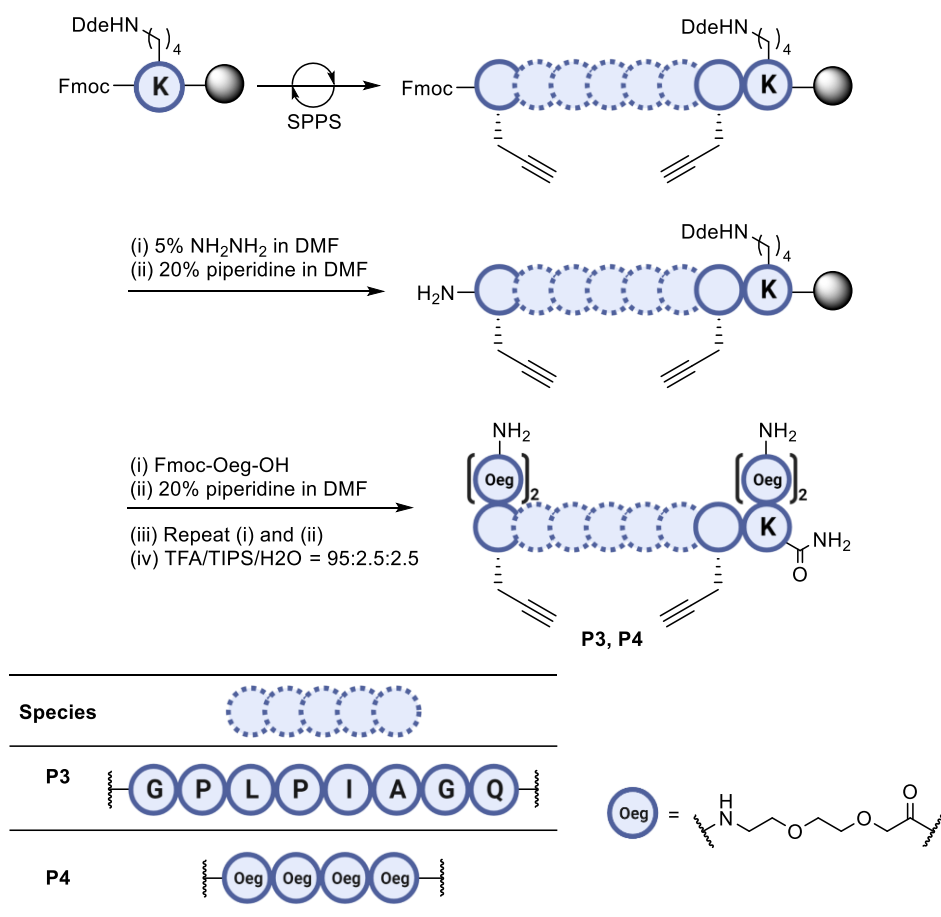 DdeHN
4
Fmoc
K
SPPS
DdeHN
4
Fmoc
K
(i) 5% NH2NH2 in DMF
(ii) 20% piperidine in DMF
DdeHN
4
H2N
K
(i) Fmoc-Oeg-OH
(ii) 20% piperidine in DMF
(iii) Repeat (i) and (ii)
(iv) TFA/TIPS/H2O = 95:2.5:2.5
NH2
Oeg
2
NH2
Oeg
2
K
NH2
O
P3, P4
Species
P3
G P L P I A G Q
P4
Oeg Oeg Oeg Oeg
Oeg =
H
N
O
O
O